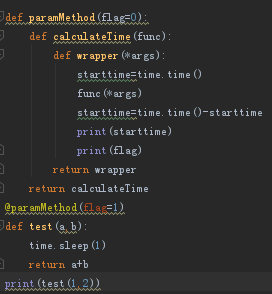 def paramMethod(flag=0):
    def calculateTime(func):
        def wrapper(*args):
            starttime=time.time()
            func(*args)
            starttime=time.time()-starttime
            print(starttime)
            print(flag)
        return wrapper
    return calculateTime
@paramMethod(flag=1)
def test(a,b):
    time.sleep(1)
    return a+b
print(test(1,2))